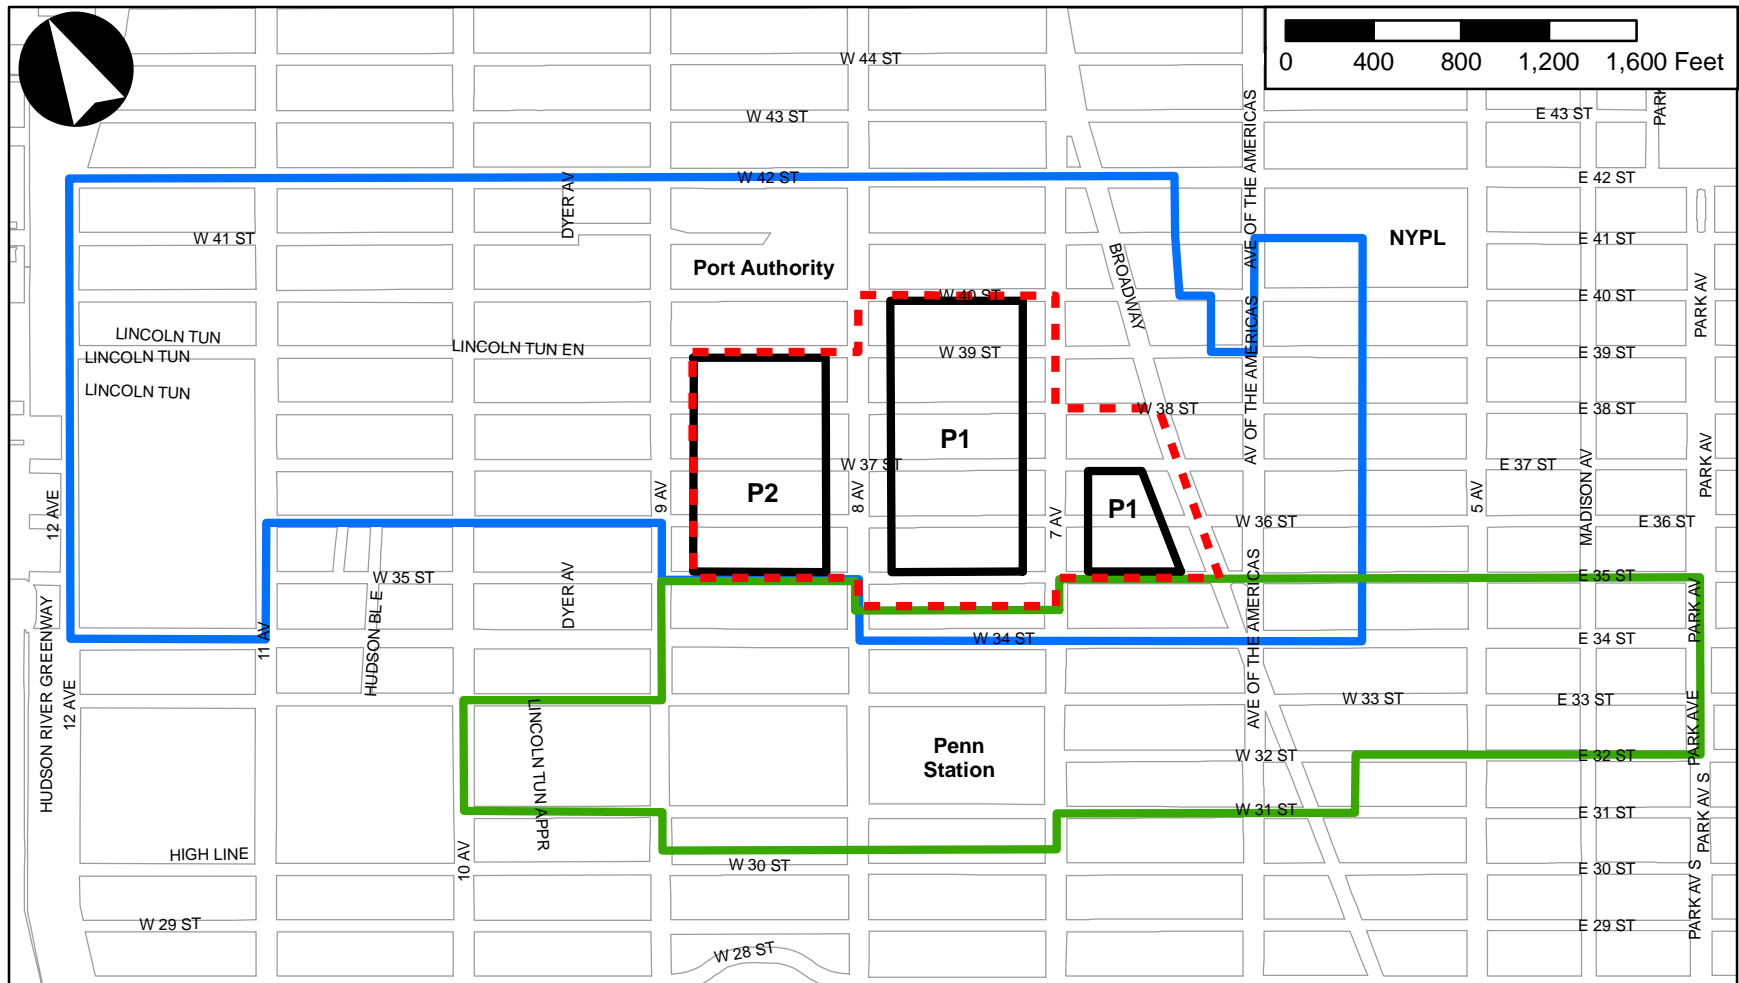 0 400 800 1,200 1,600 Feet
W 44 ST
W 43 ST
E 43 ST
PARK
AVE OF THE AMERICAS
W 42 ST
E 42 ST
DYER AV
W 41 ST
NYPL
E 41 ST
Port Authority
BROADWAY
W 40 ST
E 40 ST
PARK AV
LINCOLN TUN
LINCOLN TUN
LINCOLN TUN EN
W 39 ST
AVE OF THE AMERICAS
E 39 ST
LINCOLN TUN
W 38 ST
E 38 ST
AV OF THE AMERICAS
P1
W 37 ST
E 37 ST
PARK AV
MADISON AV
12 AVE
9 AV
P2
8 AV
P1
7 AV
5 AV
W 36 ST
E 36 ST
W 35 ST
E 35 ST
DYER AV
HUDSON BL E
11 AV
W 34 ST
E 34 ST
PARK AV
HUDSON RIVER GREENWAY
12 AVE
AVE OF THE AMERICAS
W 33 ST
E 33 ST
PARK AVE
LINCOLN TUN APPR
Penn
Station
W 32 ST
E 32 ST
W 31 ST
E 31 ST
PARK AV S
HIGH LINE
10 AV
W 30 ST
E 30 ST
PARK AV S
W 29 ST
E 29 ST
W 28 ST